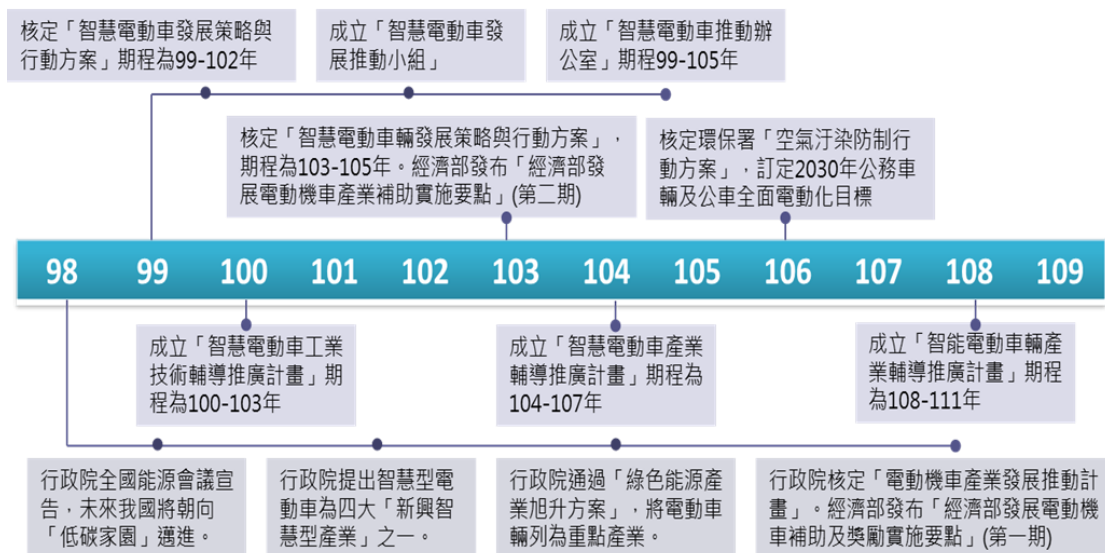 核定「智慧電動車發展策略與
行動方案」期程為99-102年
成立「智慧電動車發
展推動小組」
成立「智慧電動車推動辦
公室」期程99-105年
核定「智慧電動車輛發展策略與行動方案」，
期程為103-105年。經濟部發布「經濟部發
展電動機車產業補助實施要點」(第二期)
核定環保署「空氣汙染防制行
動方案」，訂定2030年公務車
輛及公車全面電動化目標
98 99 100 101 102 103 104 105 106 107 108 109
成立「智慧電動車工業
技術輔導推廣計畫」期
程為100-103年
成立「智慧電動車產業
輔導推廣計畫」期程為
104-107年
成立「智能電動車輛產
業輔導推廣計畫」期程
為108-111年
行政院全國能源會議宣
告，未來我國將朝向
「低碳家園」邁進。
行政院提出智慧型電
動車為四大「新興智
慧型產業」之一。
行政院通過「綠色能源產
業旭升方案」，將電動車
輛列為重點產業。
行政院核定「電動機車產業發展推動計
畫」。經濟部發布「經濟部發展電動機
車補助及獎勵實施要點」(第一期)